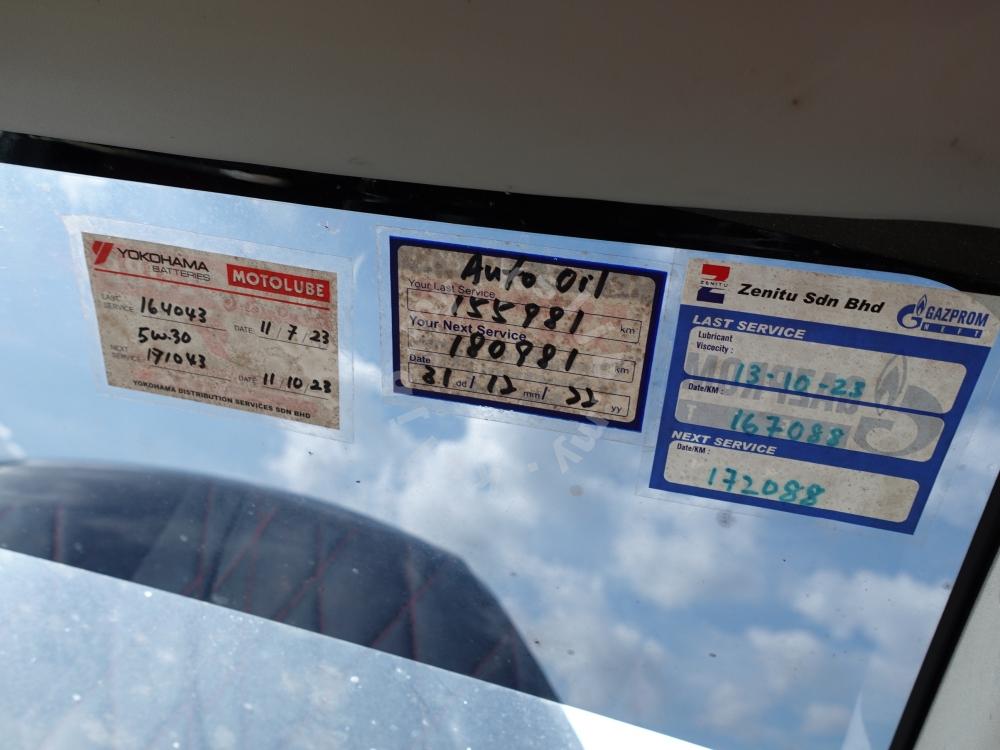 YOKOHAMA
BATTERIES
MOTOLUBE
LAST
SERVICE 164043 DATE: 11/7/23
5w.30
NEXT
SERVICE 171043 DATE 11 10 23
YOKOHAMA DISTRIBUTION SERVICES SDN BHD
Auto Oil
Your Last Service
155981 km
Your Next Service
180981 km
Date
31 dd/ 12 mm/ 22 yy
ZENITU
Zenitu Sdn Bhd
GAZPROM
NEFT
LAST SERVICE
Lubricant
Viscocity :
13-10-23
Date/KM :
167088
NEXT SERVICE
Date/KM :
172088